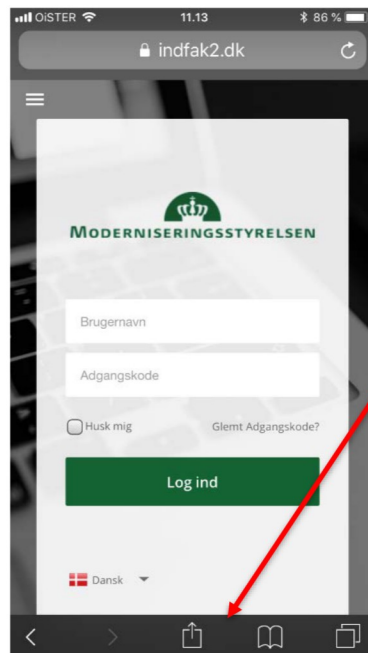 OiSTER 11.13 86 %
indfak2.dk
MODERNISERINGSSTYRELSEN
Brugernavn
Adgangskode
Husk mig Glemt Adgangskode?
Log ind
Dansk